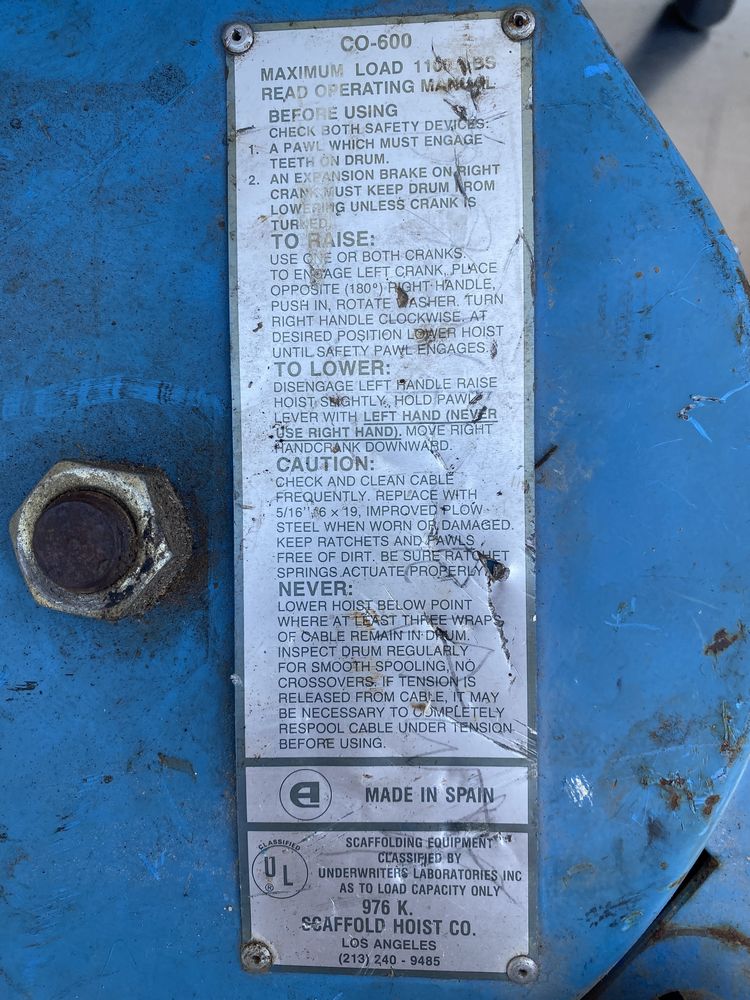 CO-600
MAXIMUM LOAD 1100 LBS
READ OPERATING MANUAL
BEFORE USING
CHECK BOTH SAFETY DEVICES:
1. A PAWL WHICH MUST ENGAGE
TEETH ON DRUM.
2. AN EXPANSION BRAKE ON RIGHT
CRANK MUST KEEP DRUM FROM
LOWERING UNLESS CRANK IS
TURNED.
TO RAISE:
USE ONE OR BOTH CRANKS.
TO ENGAGE LEFT CRANK, PLACE
OPPOSITE (180º) RIGHT HANDLE,
PUSH IN, ROTATE WASHER. TURN
RIGHT HANDLE CLOCKWISE. AT
DESIRED POSITION LOWER HOIST
UNTIL SAFETY PAWL ENGAGES.
TO LOWER:
DISENGAGE LEFT HANDLE RAISE
HOIST SLIGHTLY. HOLD PAWL
LEVER WITH LEFT HAND (NEVER
USE RIGHT HAND). MOVE RIGHT
HANDCRANK DOWNWARD.
CAUTION:
CHECK AND CLEAN CABLE
FREQUENTLY. REPLACE WITH
5/16'', 6 × 19, IMPROVED PLOW
STEEL WHEN WORN OR DAMAGED.
KEEP RATCHETS AND PAWLS
FREE OF DIRT. BE SURE RATCHET
SPRINGS ACTUATE PROPERLY.
NEVER:
LOWER HOIST BELOW POINT
WHERE AT LEAST THREE WRAPS
OF CABLE REMAIN IN DRUM.
INSPECT DRUM REGULARLY
FOR SMOOTH SPOOLING, NO
CROSSOVERS. IF TENSION IS
RELEASED FROM CABLE, IT MAY
BE NECESSARY TO COMPLETELY
RESPOOL CABLE UNDER TENSION
BEFORE USING.
MADE IN SPAIN
CLASSIFIED
UL
®
SCAFFOLDING EQUIPMENT
CLASSIFIED BY
UNDERWRITERS LABORATORIES INC
AS TO LOAD CAPACITY ONLY
976 K.
SCAFFOLD HOIST CO.
LOS ANGELES
(213) 240 - 9485